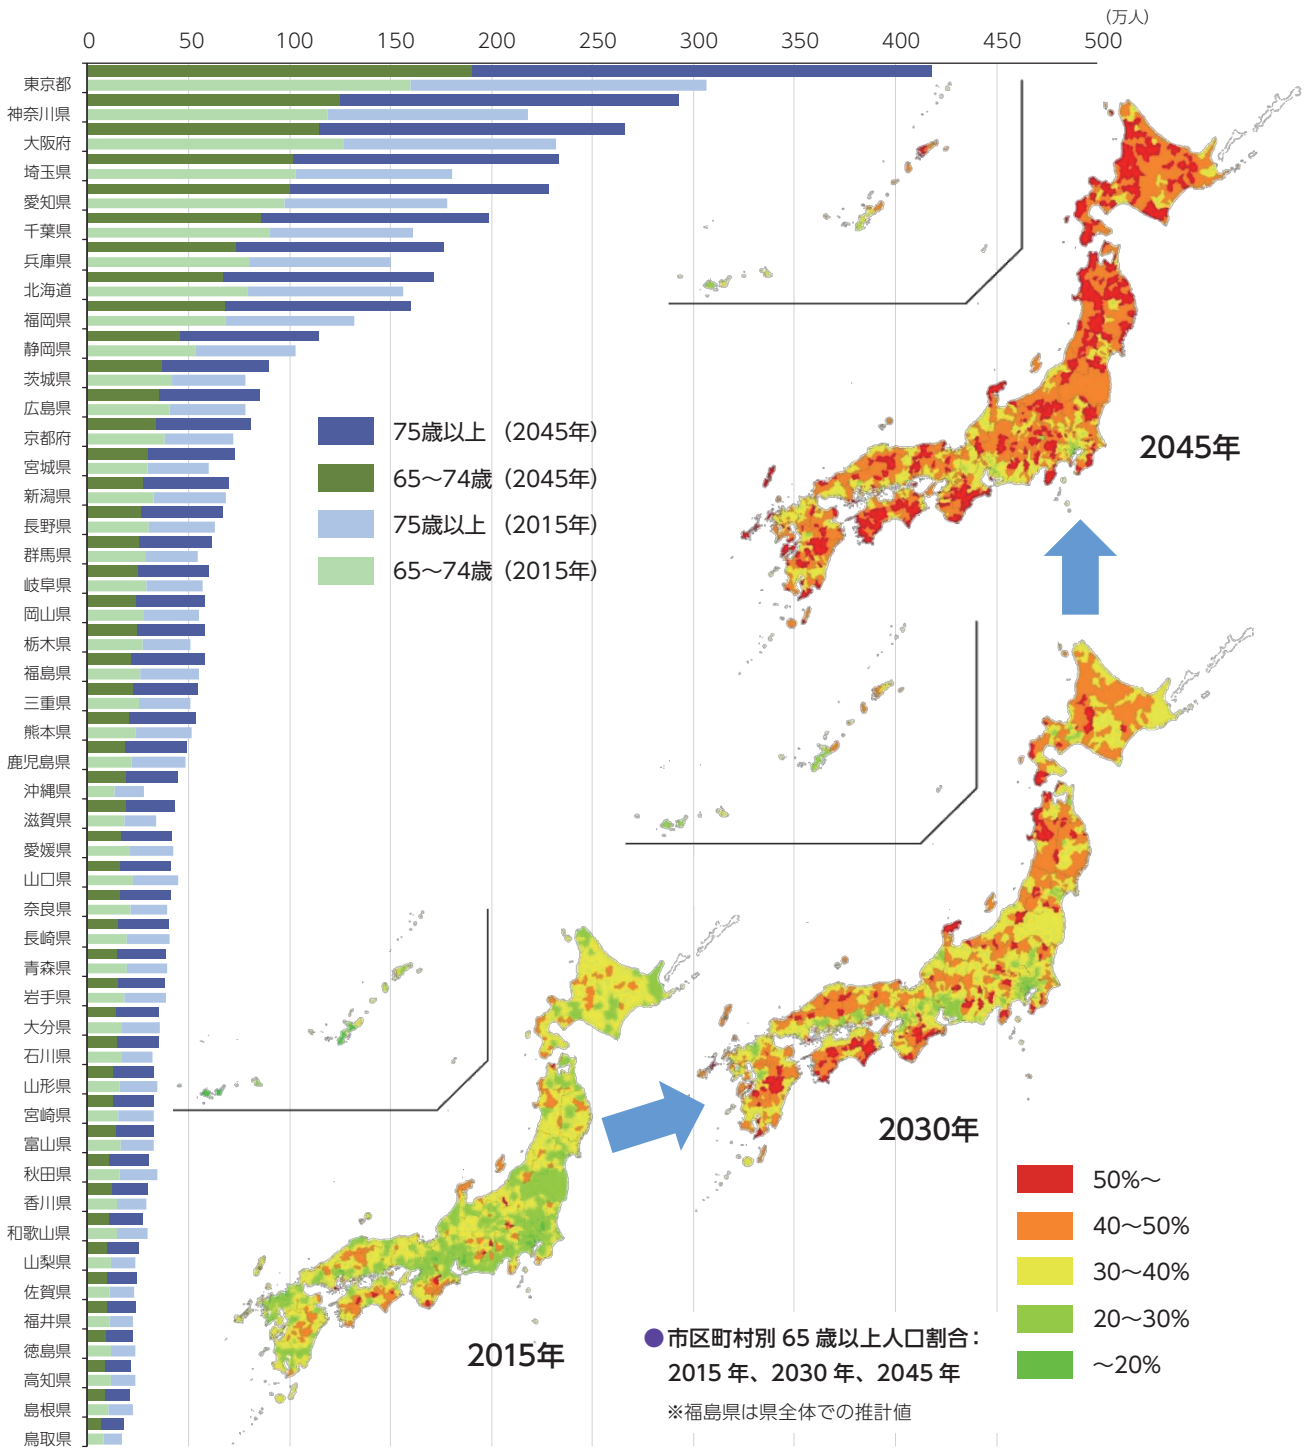 (万人)
0 50 100 150 200 250 300 350 400 450 500
東京都
神奈川県
大阪府
埼玉県
愛知県
千葉県
兵庫県
北海道
福岡県
静岡県
茨城県
広島県
京都府
宮城県
新潟県
長野県
群馬県
岐阜県
岡山県
栃木県
福島県
三重県
熊本県
鹿児島県
沖縄県
滋賀県
愛媛県
山口県
奈良県
長崎県
青森県
岩手県
大分県
石川県
山形県
宮崎県
富山県
秋田県
香川県
和歌山県
山梨県
佐賀県
福井県
徳島県
高知県
島根県
鳥取県
75歳以上（2045年）
65〜74歳（2045年）
75歳以上（2015年）
65〜74歳（2015年）
2045年
2030年
2015年
50%〜
40〜50%
30〜40%
20〜30%
〜20%
●市区町村別 65 歳以上人口割合：
2015 年、2030 年、2045 年
※福島県は県全体での推計値